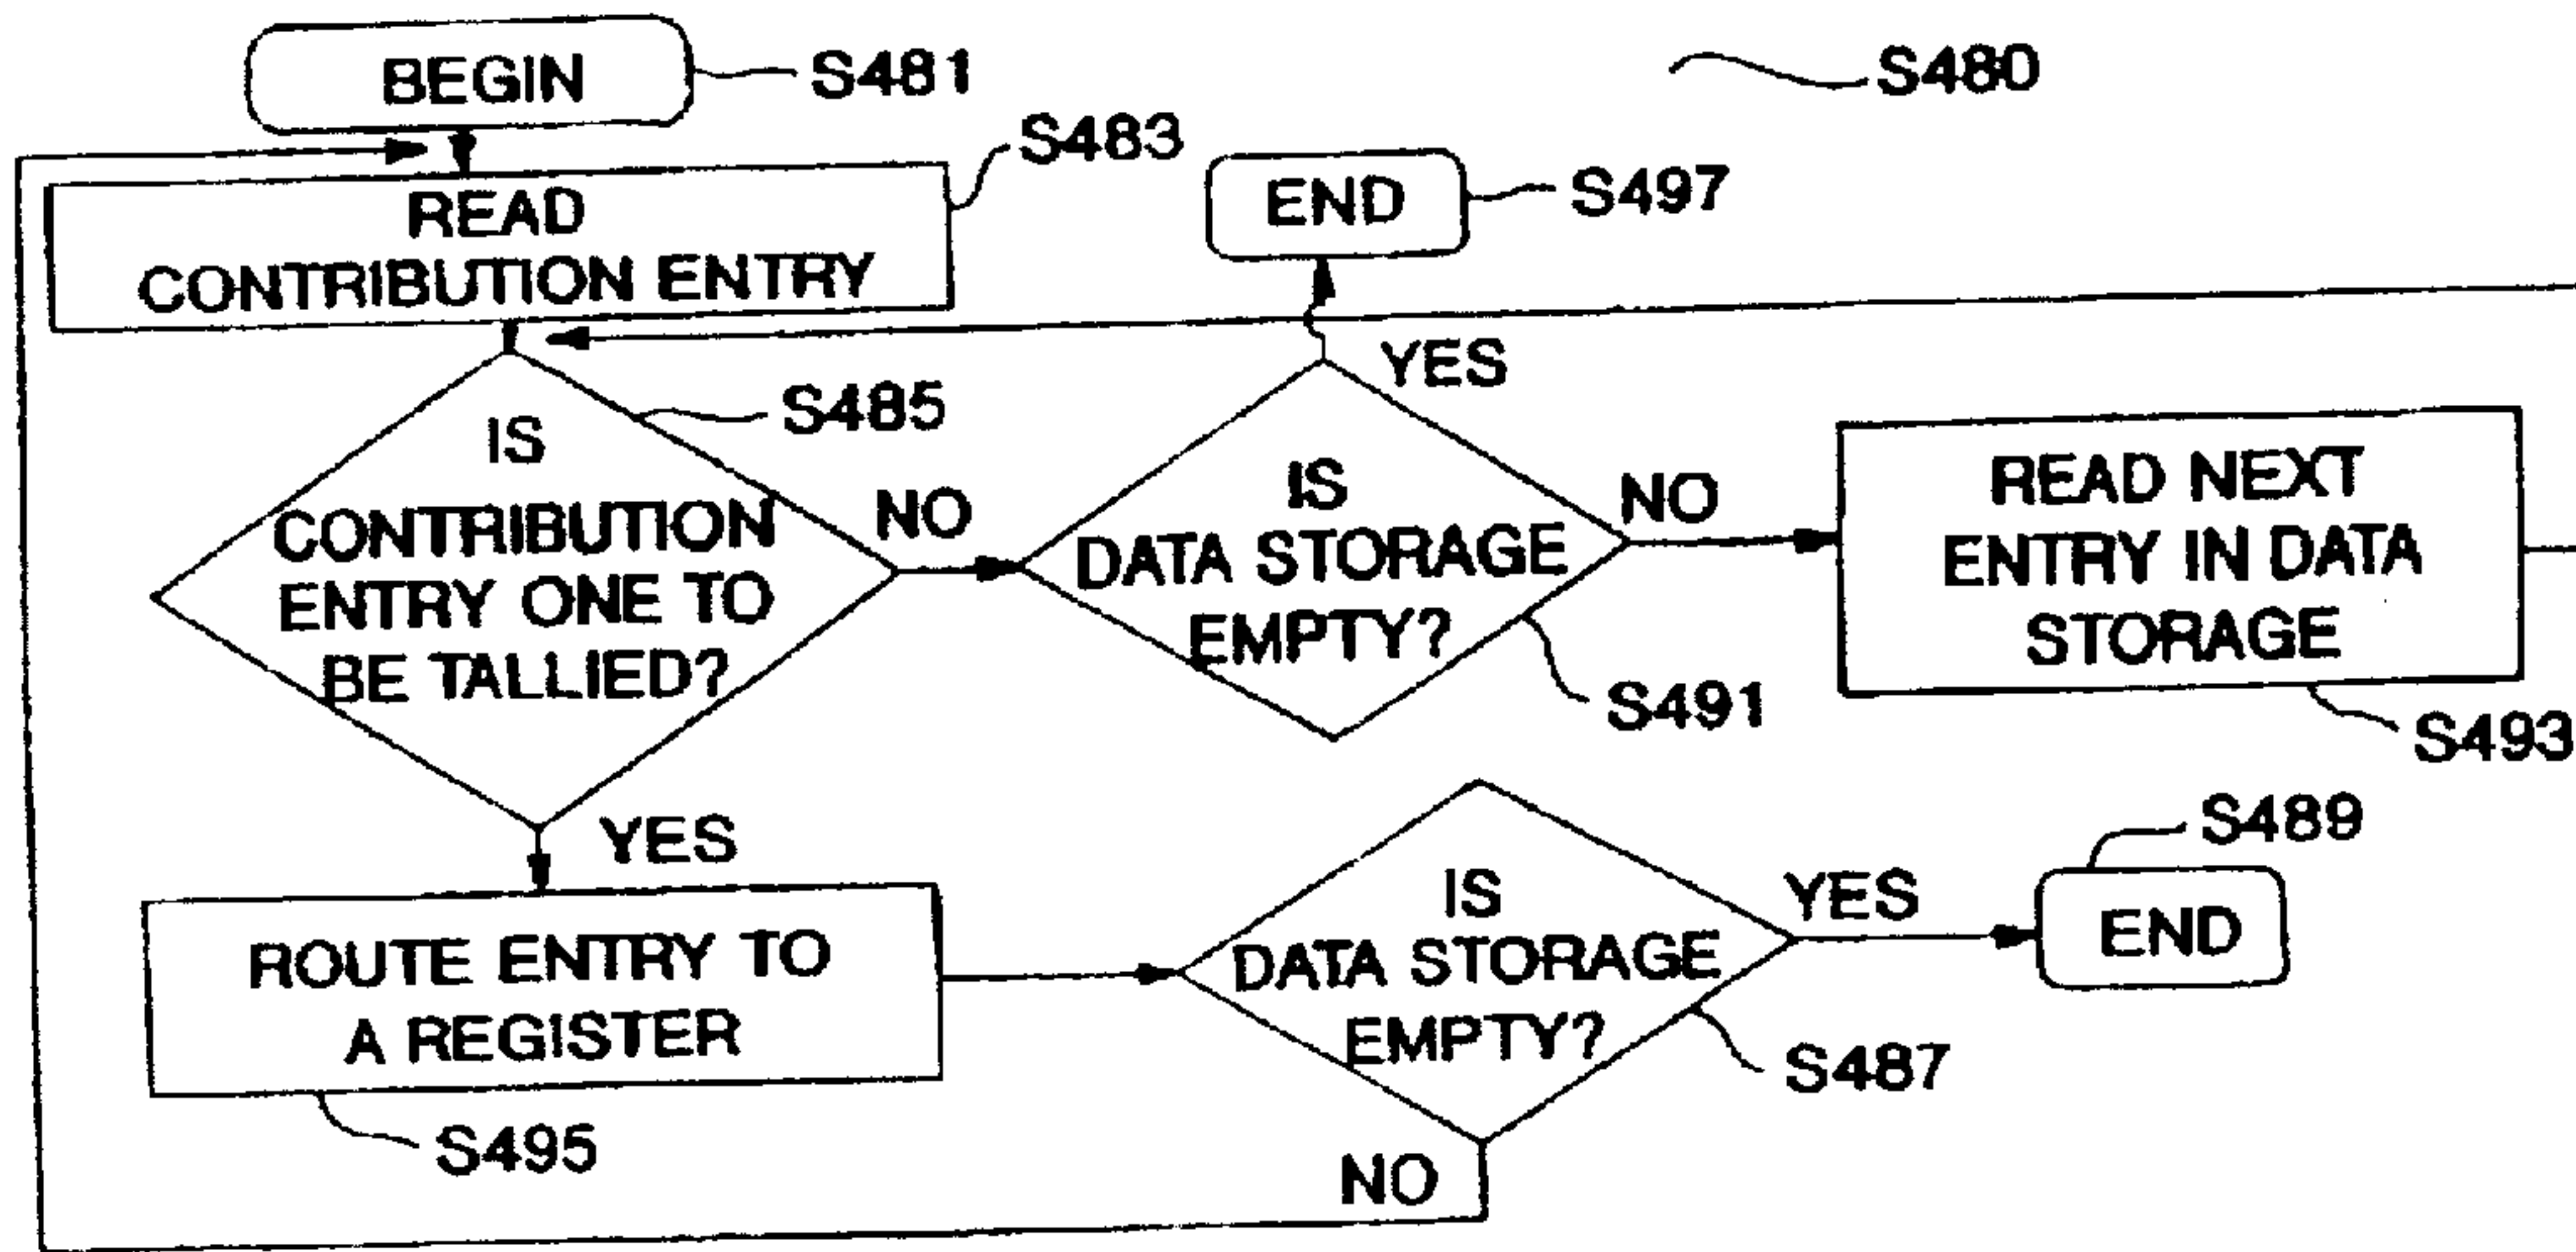 BEGIN
S481
S480
S483
READ
CONTRIBUTION ENTRY
END
S497
YES
IS
CONTRIBUTION
ENTRY ONE TO
BE TALLIED?
S485
NO
IS
DATA STORAGE
EMPTY?
S491
NO
READ NEXT
ENTRY IN DATA
STORAGE
S493
YES
ROUTE ENTRY TO
A REGISTER
S495
IS
DATA STORAGE
EMPTY?
S487
YES
S489
END
NO